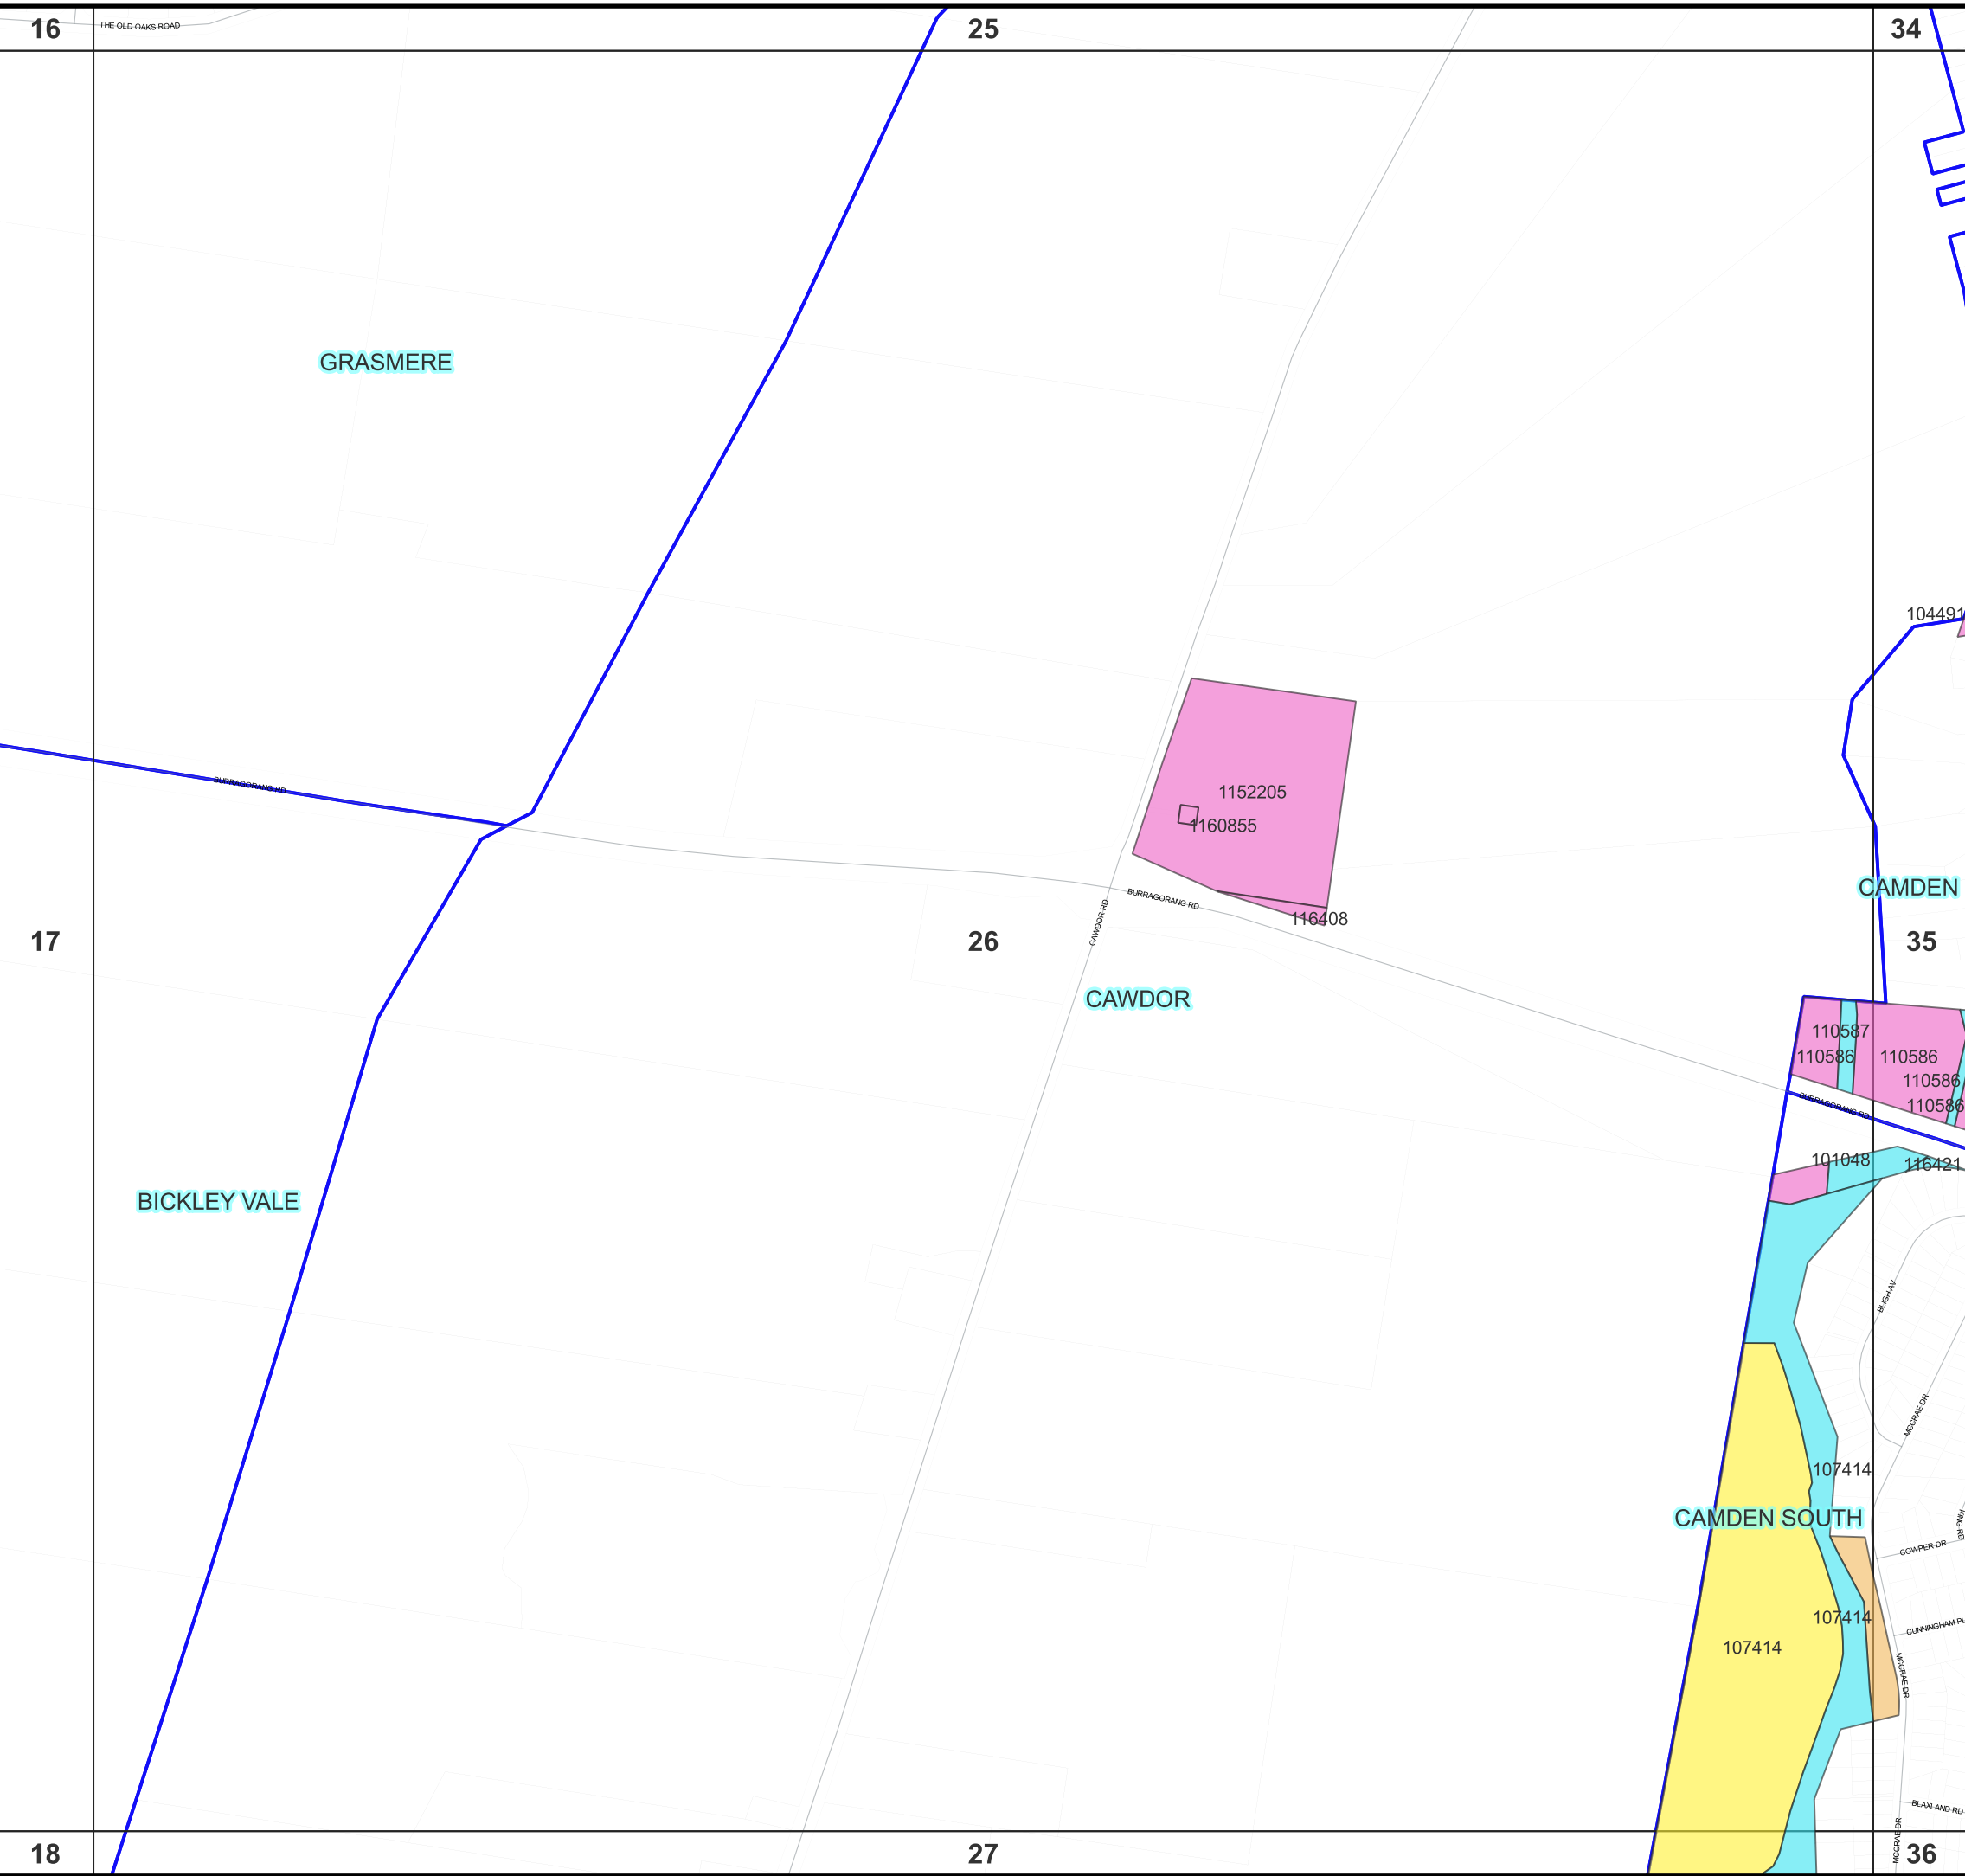 16
THE OLD OAKS ROAD
25
34
GRASMERE
104491
BURRAGORANG RD
1152205
1160855
CAMDEN
BURRAGORANG RD
116408
CAWDOR RD
17
26
35
CAWDOR
110587
110586
110586
110586
BURRAGORANG RD
110586
101048
116421
BICKLEY VALE
BLIGH AV
MCCRAE DR
107414
CAMDEN SOUTH
KING RD
COWPER DR
107414
CUNNINGHAM PL
107414
MCCRAE DR
BLAXLAND RD
MCCRAE DR
18
27
36